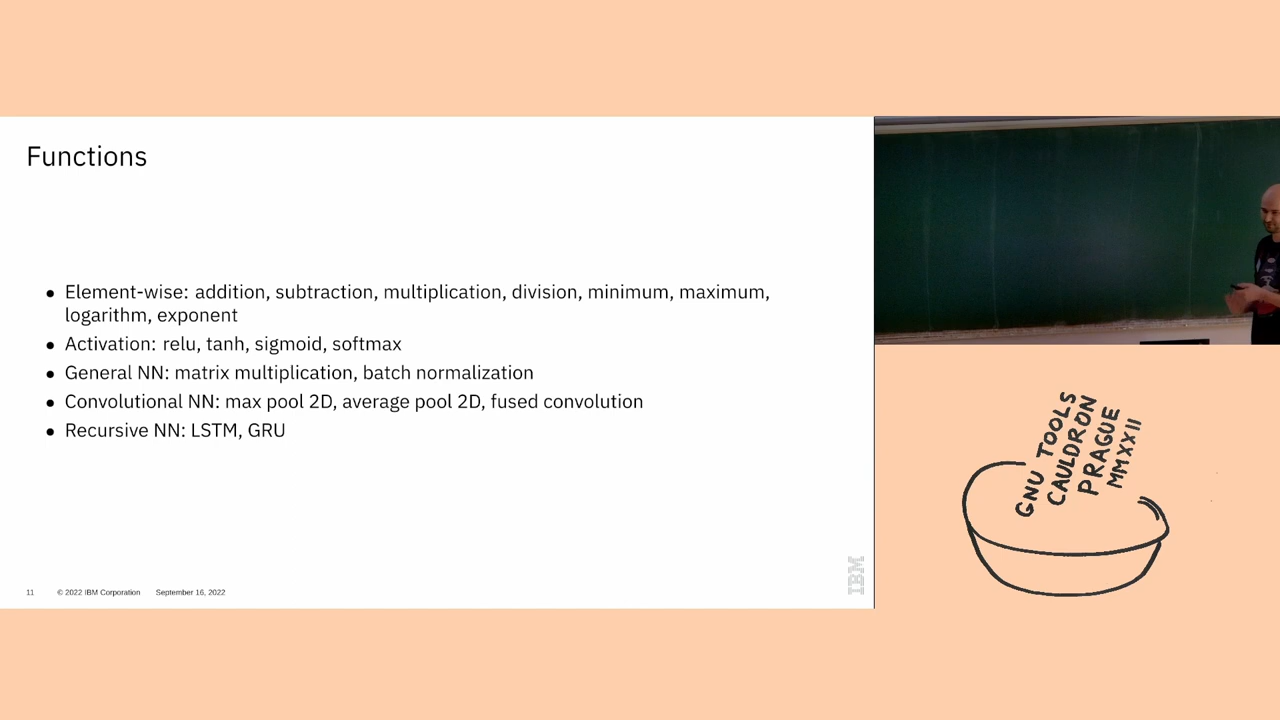 Functions
● Element-wise: addition, subtraction, multiplication, division, minimum, maximum,
logarithm, exponent
● Activation: relu, tanh, sigmoid, softmax
● General NN: matrix multiplication, batch normalization
● Convolutional NN: max pool 2D, average pool 2D, fused convolution
● Recursive NN: LSTM, GRU
11 © 2022 IBM Corporation September 16, 2022
IBM
GNU TOOLS
CAULDRON
PRAGUE
MMXXII